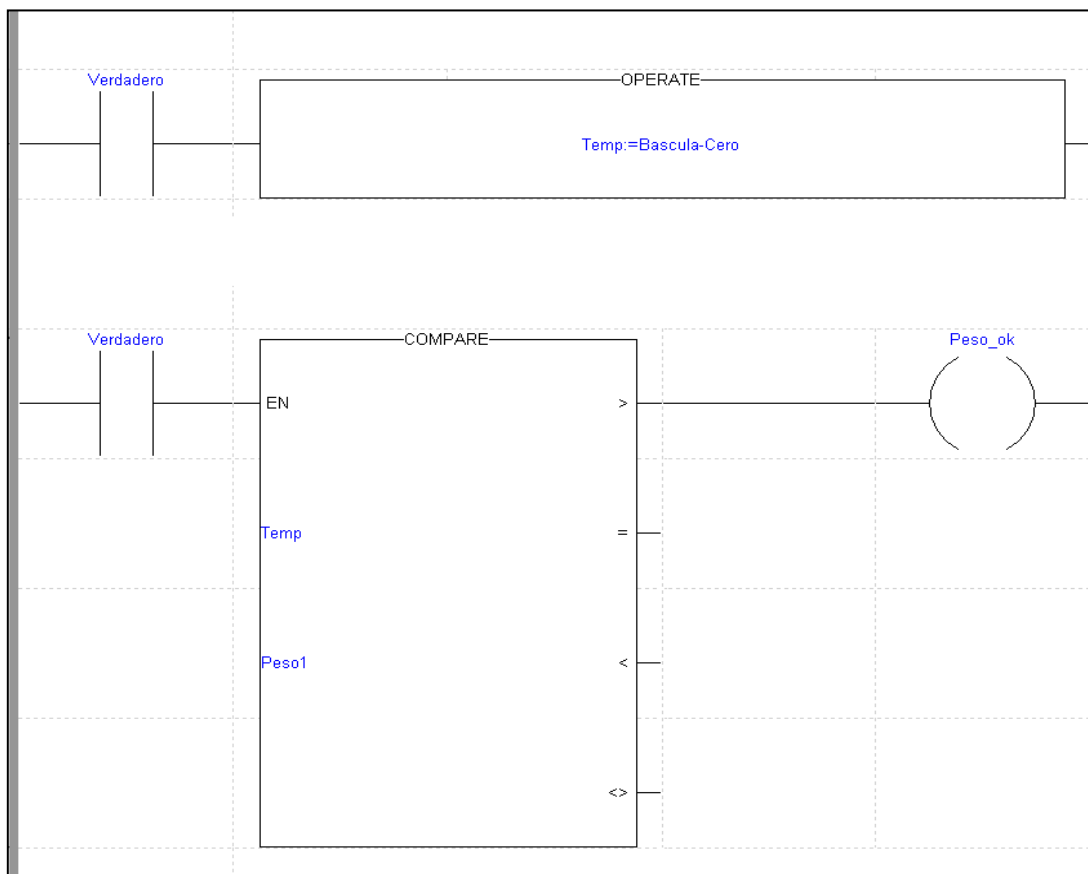 Verdadero
OPERATE
Temp:=Bascula-Cero
Verdadero
COMPARE
Peso_ok
EN
>
Temp
=
Peso1
<
<>